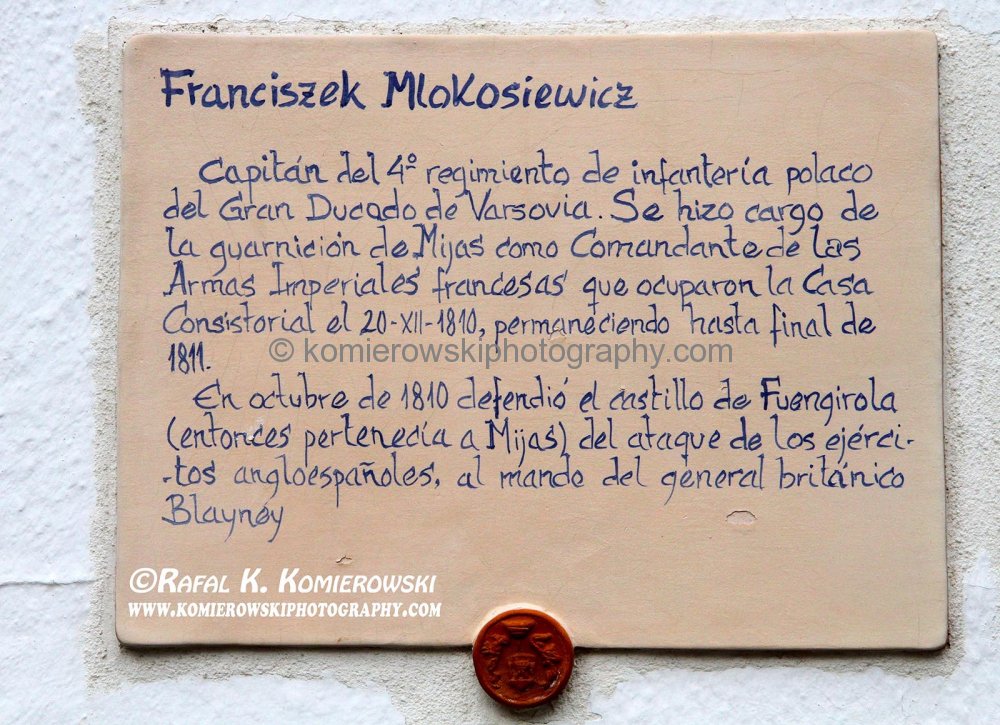 Franciszek Mlokosiewicz
Capitán del 4º regimiento de infantería polaco
del Gran Ducado de Varsovia. Se hizo cargo de
la guarnición de Mijas como Comandante de las
Armas Imperiales francesas que ocuparon la Casa
Consistorial el 20-XII-1810, permaneciendo hasta final de
1811.
© komierowskiphotography.com
En octubre de 1810 defendió el castillo de Fuengirola
(entonces pertenecía a Mijas) del ataque de los ejérci-
-tos angloespañoles, al mando del general británico
Blayney
©RAFAL K. KOMIEROWSKI
WWW.KOMIEROWSKIPHOTOGRAPHY.COM